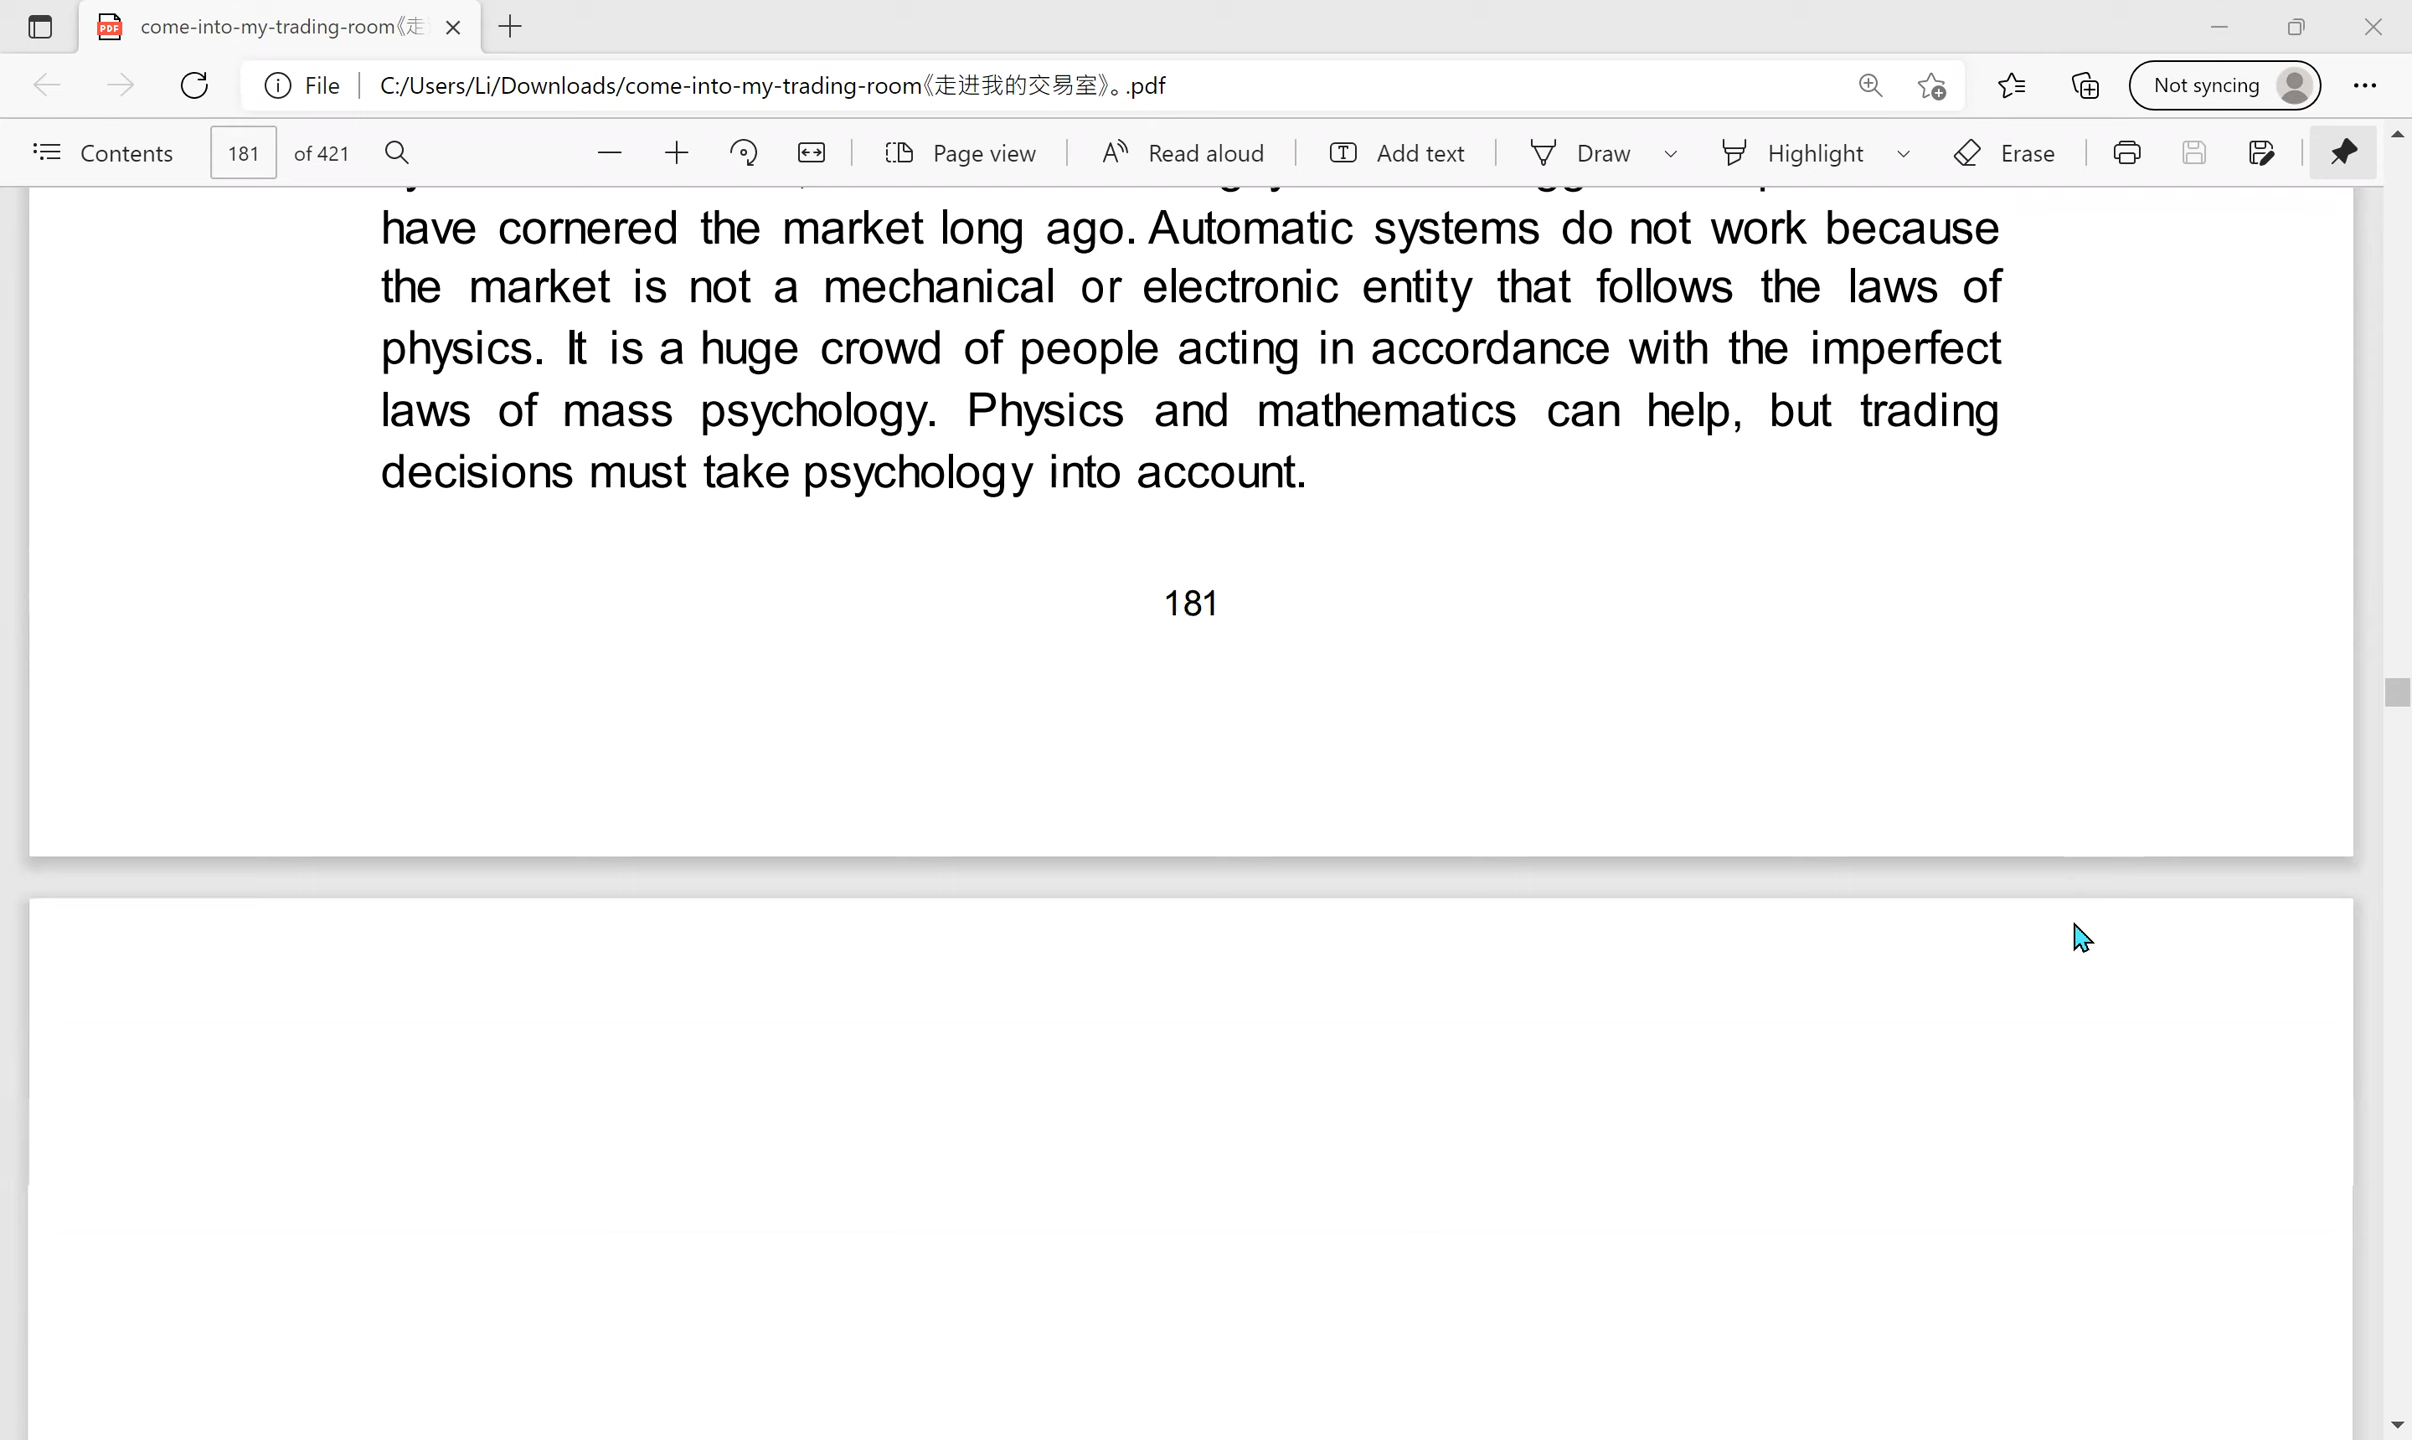 come-into-my-trading-room《走
File
C:/Users/Li/Downloads/come-into-my-trading-room《走进我的交易室》。.pdf
Not syncing
Contents
181
of 421
Page view
Read aloud
Add text
Draw
Highlight
Erase
have cornered the market long ago. Automatic systems do not work because
the market is not a mechanical or electronic entity that follows the laws of
physics. It is a huge crowd of people acting in accordance with the imperfect
laws of mass psychology. Physics and mathematics can help, but trading
decisions must take psychology into account.
181